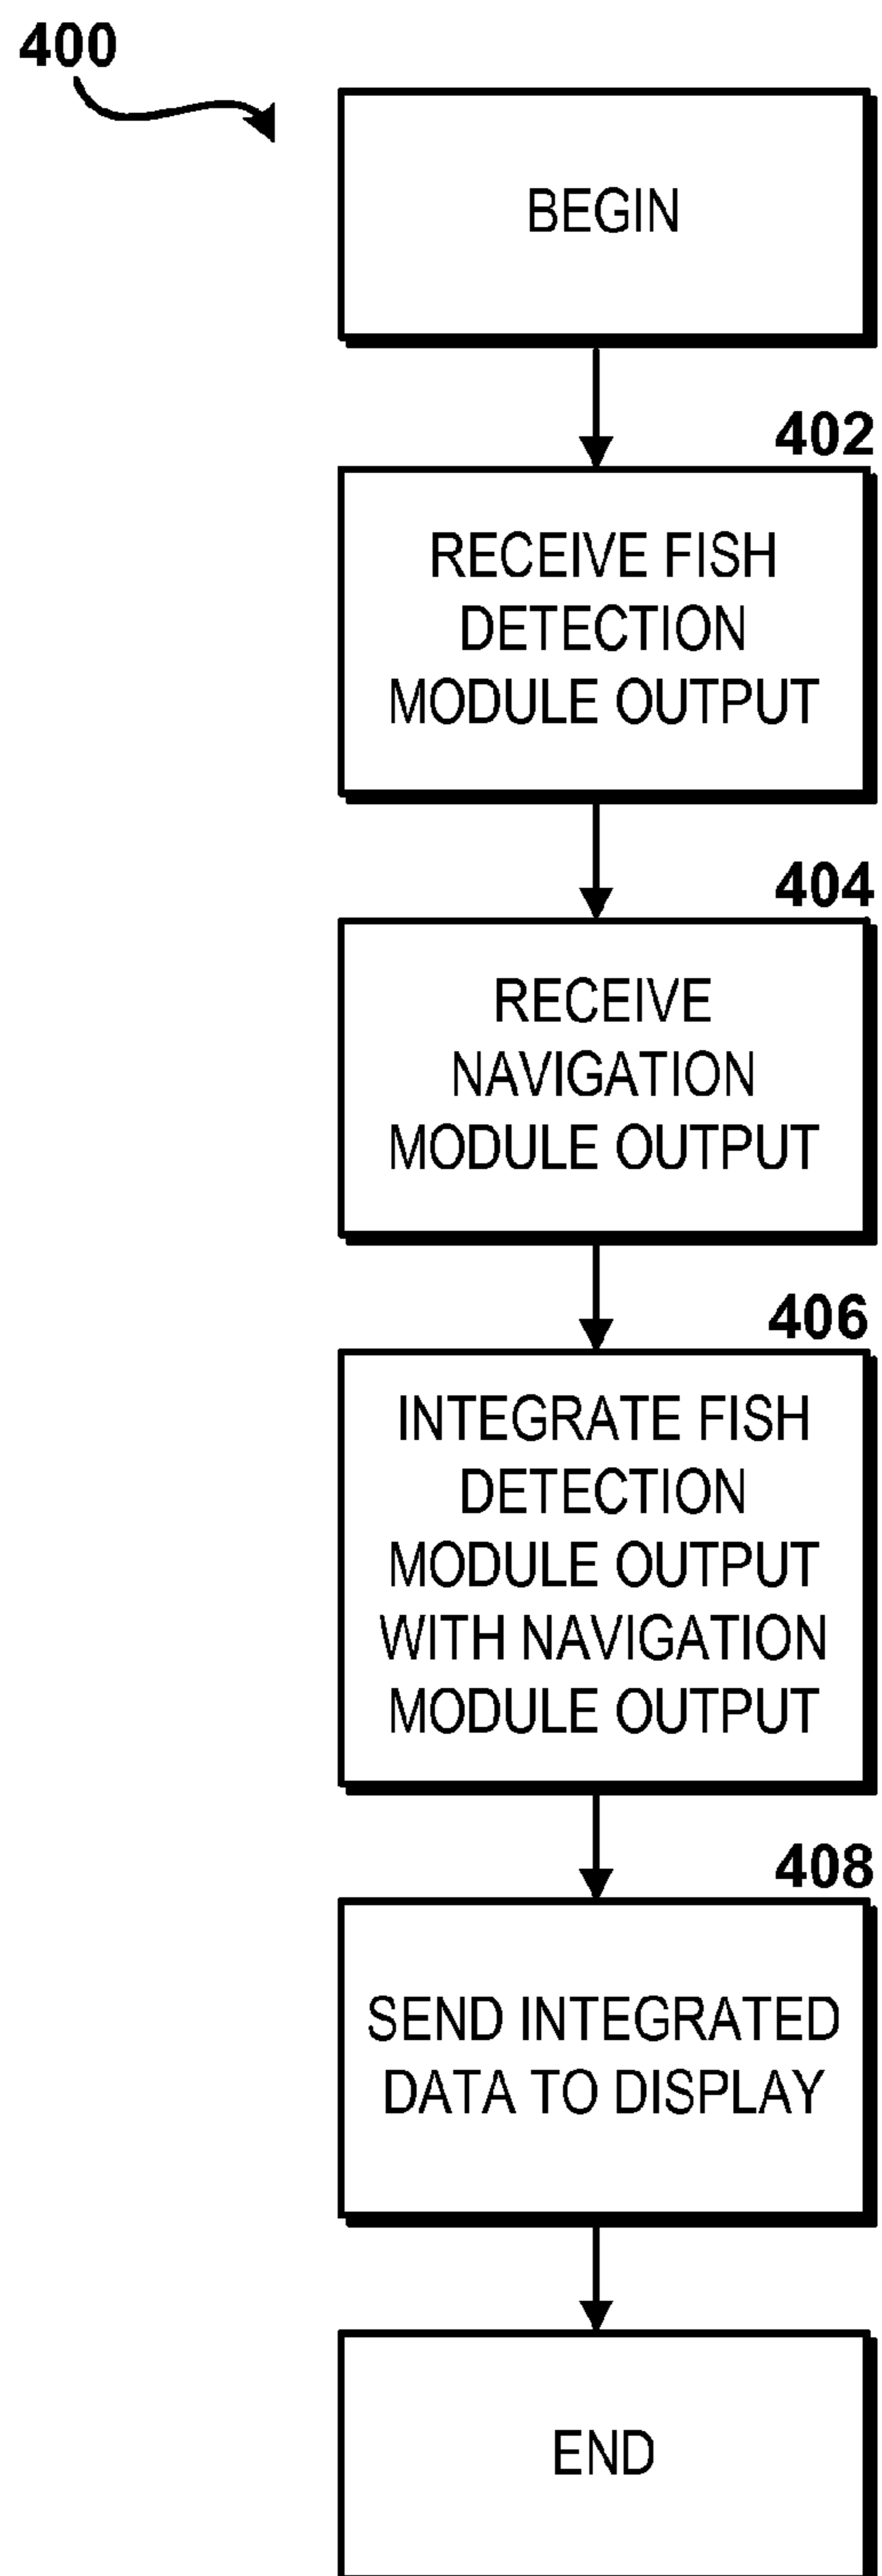 400
BEGIN
402
RECEIVE FISH
DETECTION
MODULE OUTPUT
404
RECEIVE
NAVIGATION
MODULE OUTPUT
406
INTEGRATE FISH
DETECTION
MODULE OUTPUT
WITH NAVIGATION
MODULE OUTPUT
408
SEND INTEGRATED
DATA TO DISPLAY
END